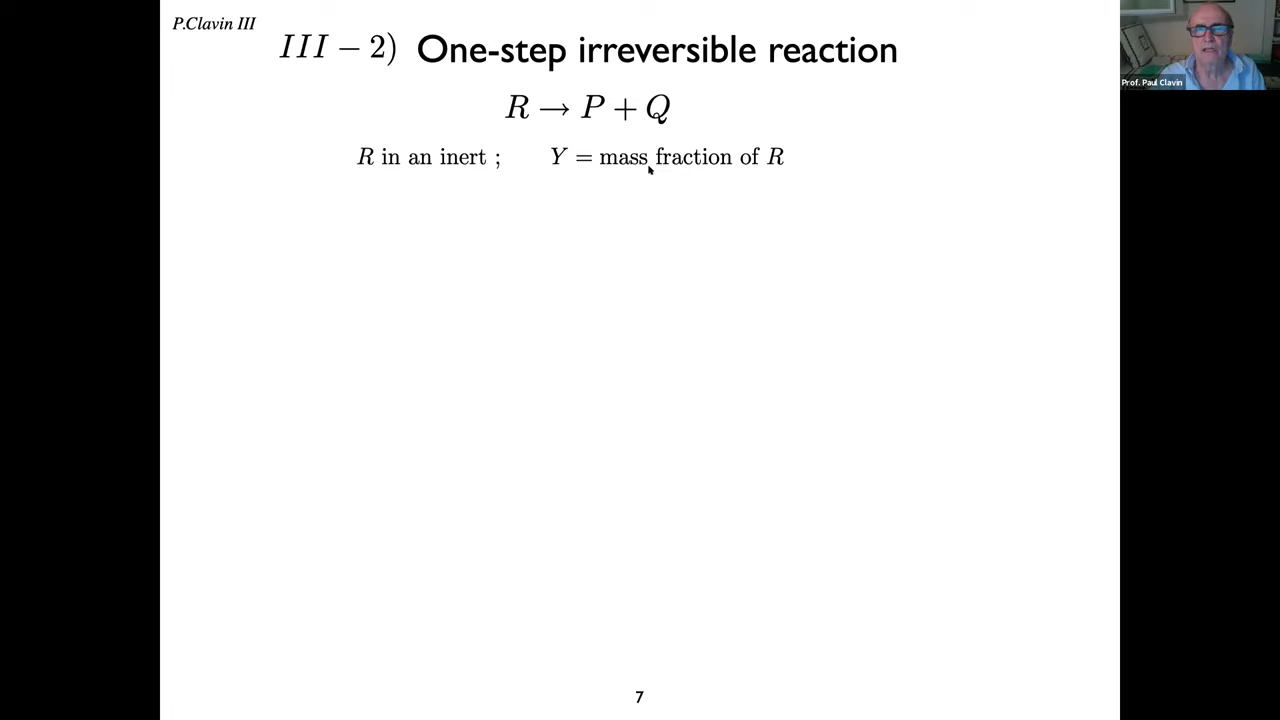 P.Clavin III
III − 2) One-step irreversible reaction
R → P + Q
R in an inert ; Y = mass fraction of R
Prof. Paul Clavin
7